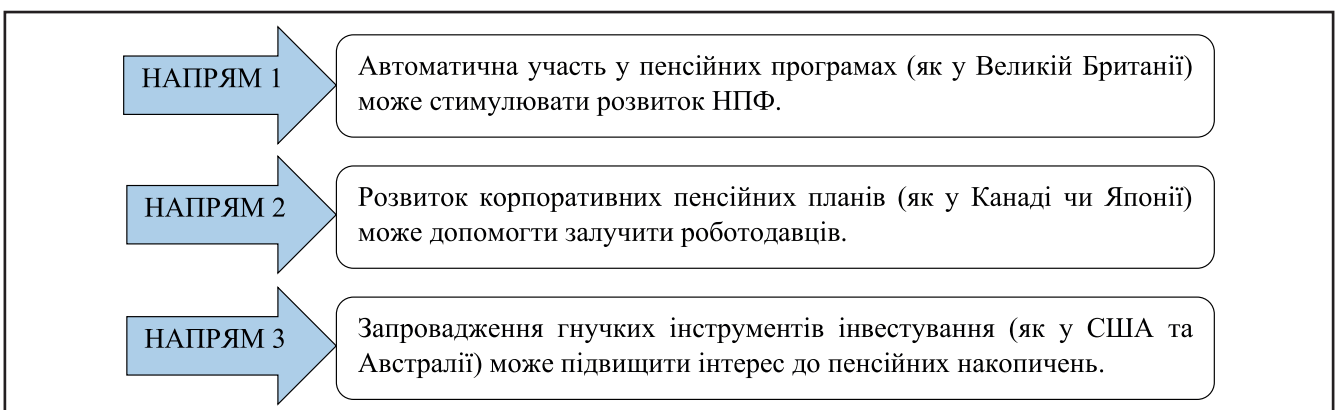 НАПРЯМ 1
Автоматична участь у пенсійних програмах (як у Великій Британії)
може стимулювати розвиток НПФ.
НАПРЯМ 2
Розвиток корпоративних пенсійних планів (як у Канаді чи Японії)
може допомогти залучити роботодавців.
НАПРЯМ 3
Запровадження гнучких інструментів інвестування (як у США та
Австралії) може підвищити інтерес до пенсійних накопичень.